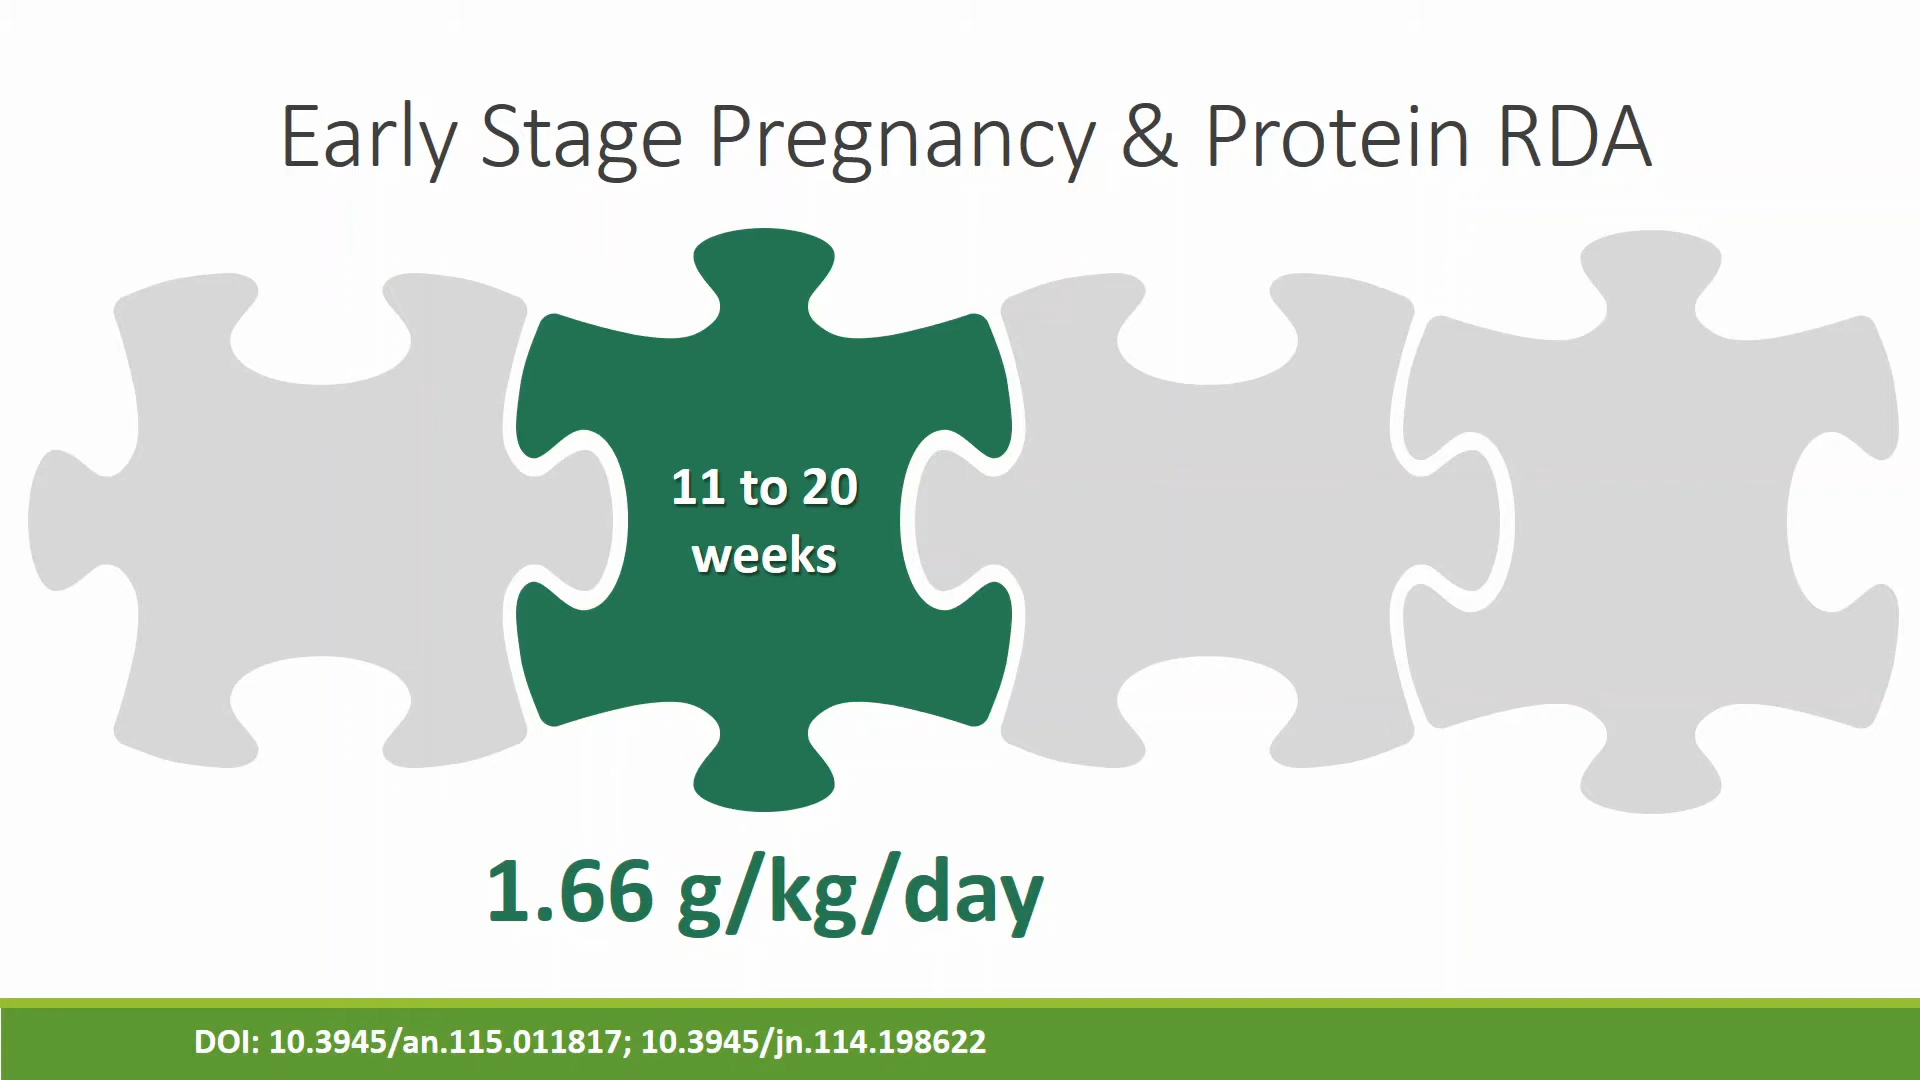 Early Stage Pregnancy & Protein RDA
11 to 20
weeks
1.66 g/kg/day
DOI: 10.3945/an.115.011817; 10.3945/jn.114.198622